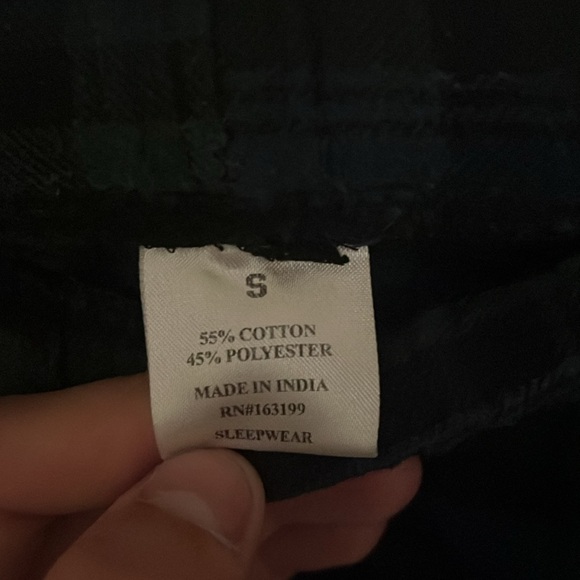 S
55% COTTON
45% POLYESTER
MADE IN INDIA
RN#163199
SLEEPWEAR